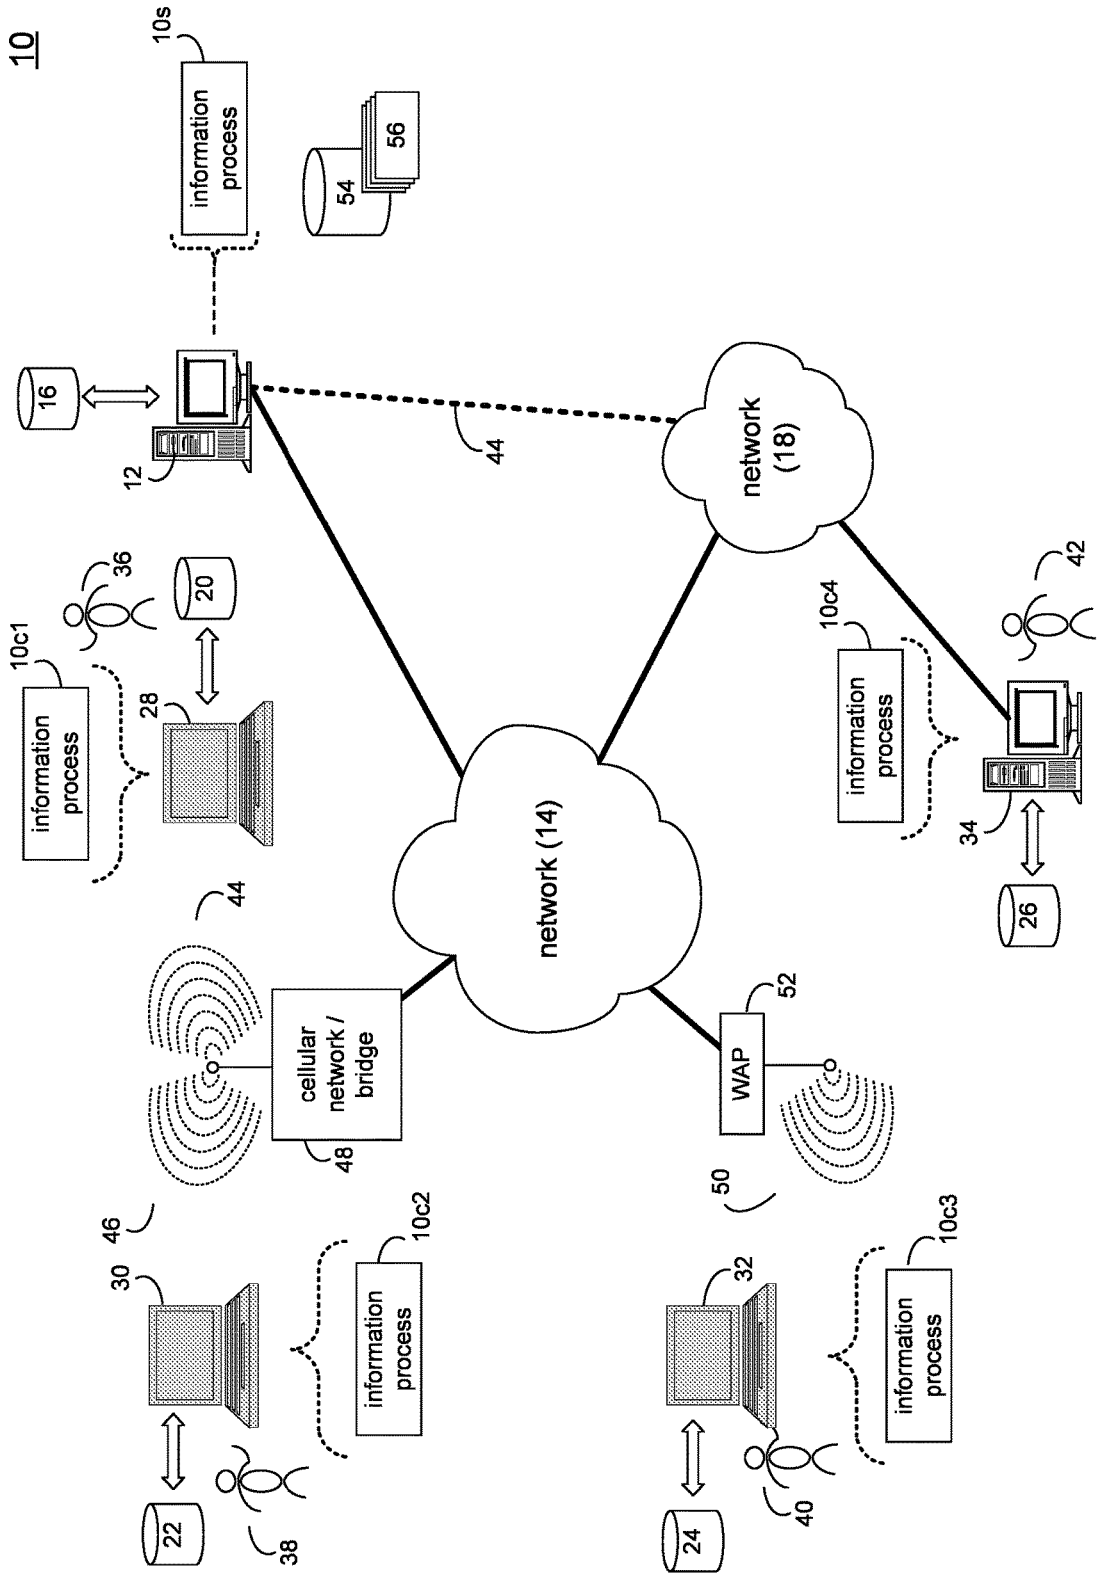 10
10c1
information
process
16
46
36
30
12
10s
28
22
20
information
process
44
38
cellular
network /
bridge
48
54
56
information
process
10c2
44
network (14)
24
50
32
WAP
52
network
(18)
40
10c4
information
process
information
process
10c3
34
26
42